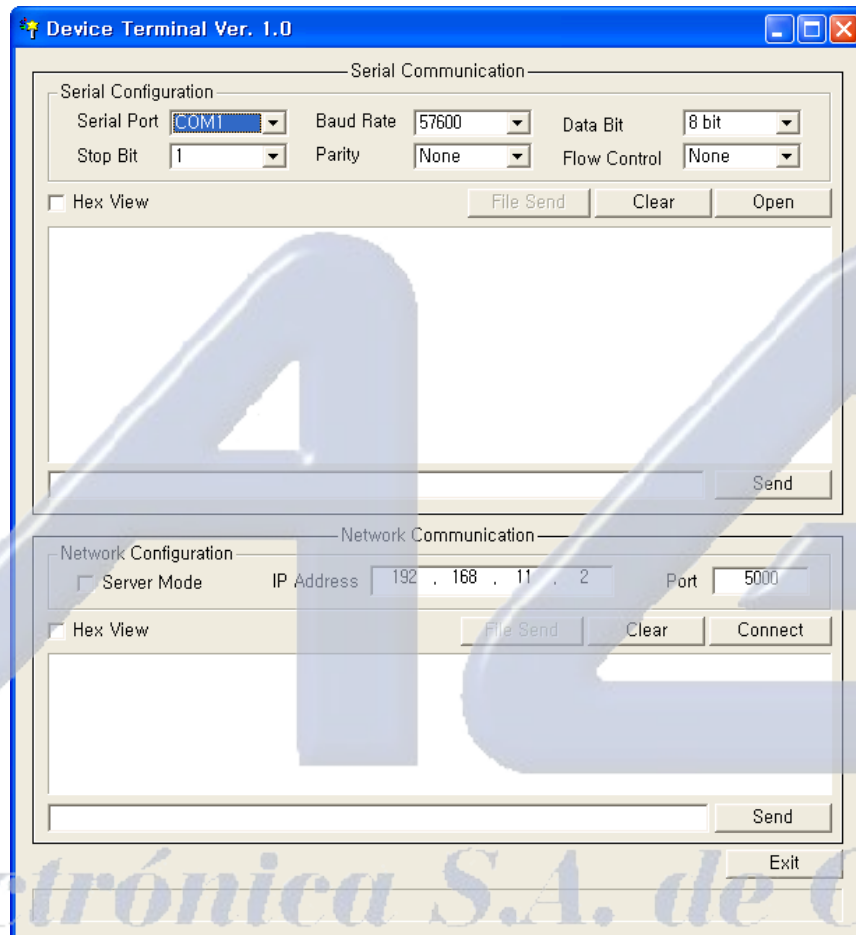 Device Terminal Ver. 1.0
Serial Communication
Serial Configuration
Serial Port COM1 Baud Rate 57600 Data Bit 8 bit
Stop Bit 1 Parity None Flow Control None
Hex View File Send Clear Open
Send
Network Communication
Network Configuration
Server Mode IP Address 192 . 168 . 11 . 2 Port 5000
Hex View File Send Clear Connect
Send
Exit
S.A. de